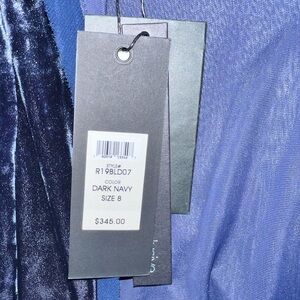 STYLE#
R198LD07
COLOR
DARK NAVY
SIZE 8
$345.00